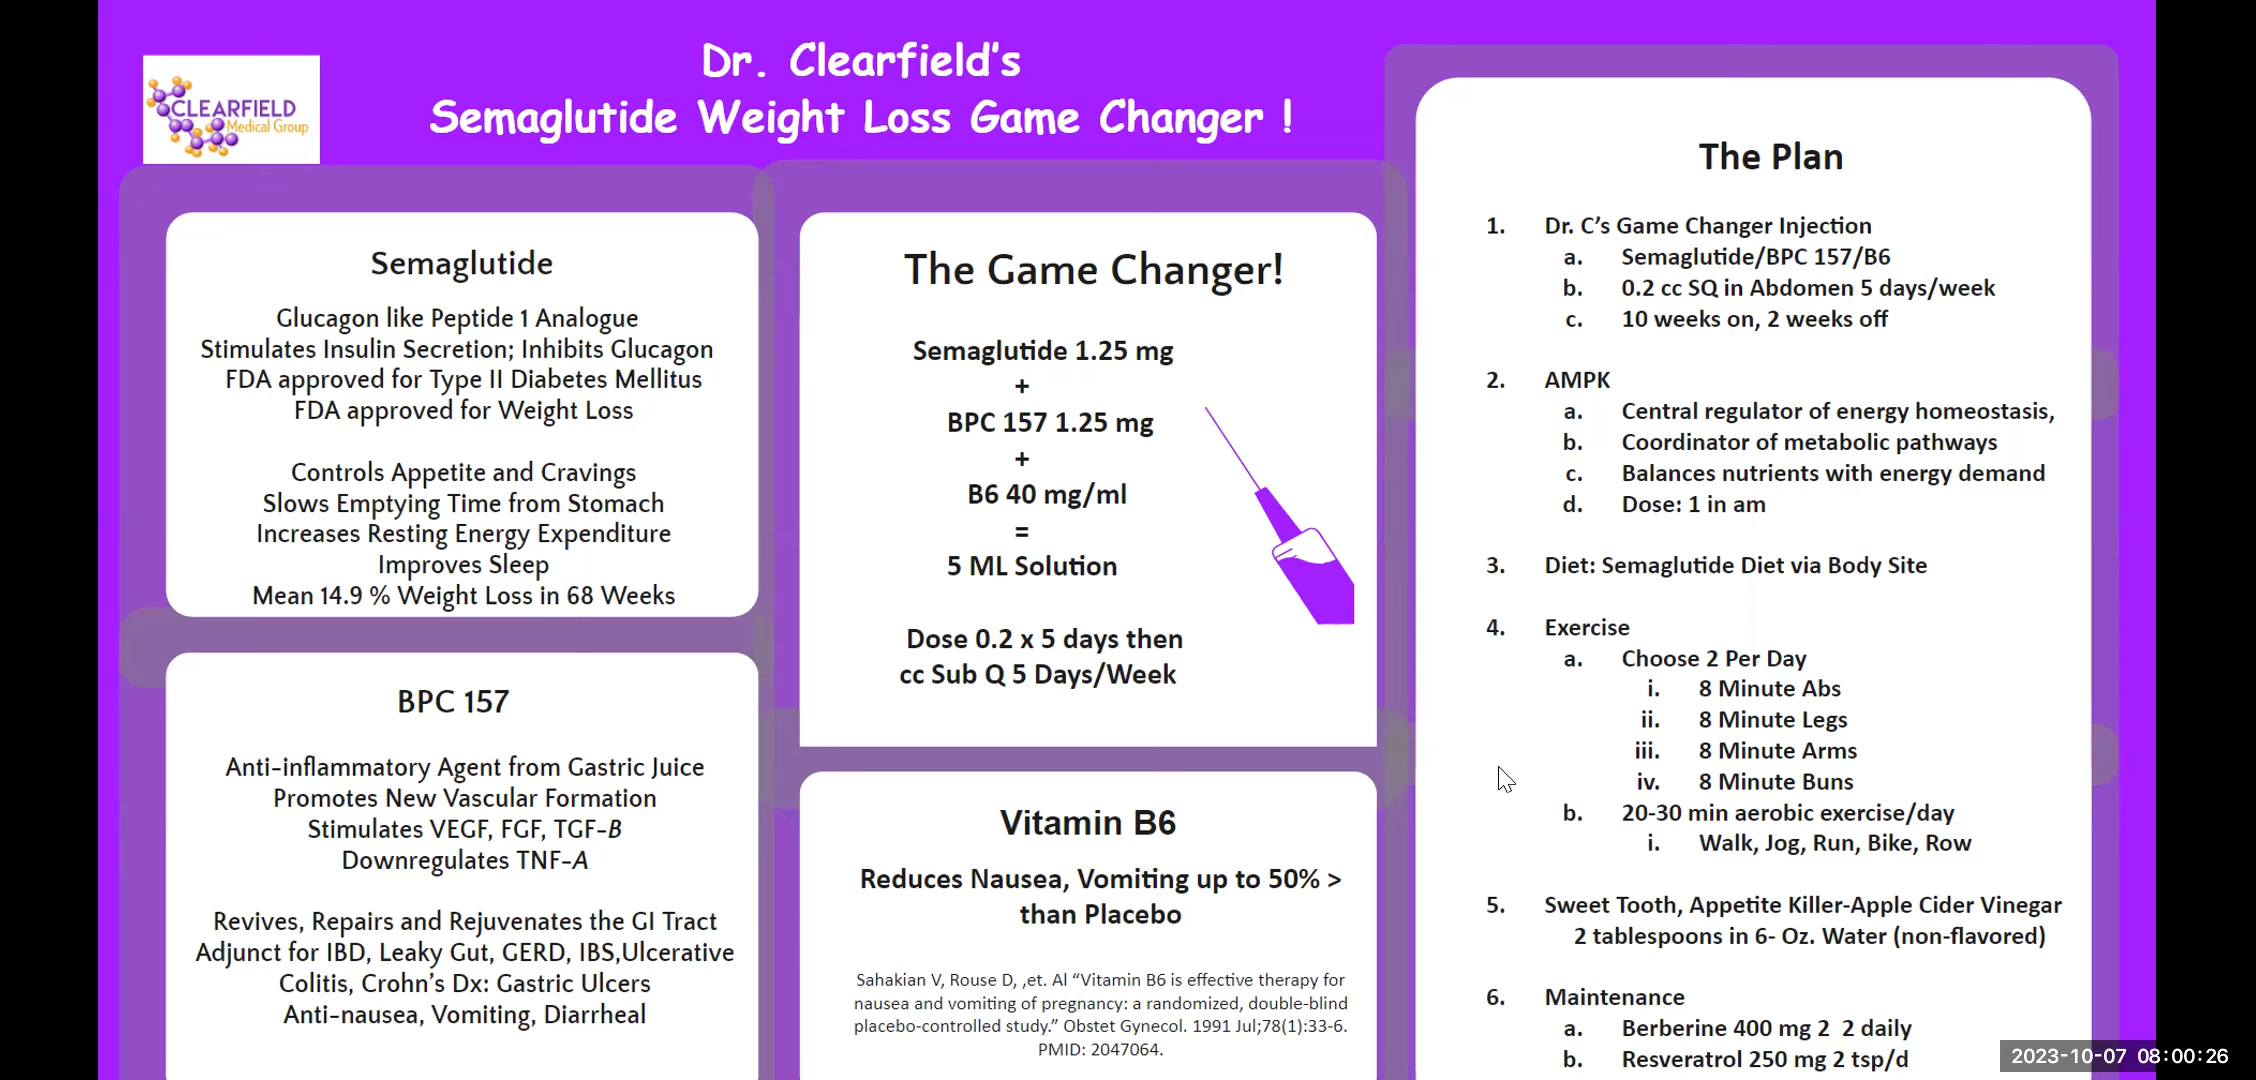 Dr. Clearfield's
Semaglutide Weight Loss Game Changer !
CLEARFIELD
Medical Group
Semaglutide
Glucagon like Peptide 1 Analogue
Stimulates Insulin Secretion; Inhibits Glucagon
FDA approved for Type II Diabetes Mellitus
FDA approved for Weight Loss
Controls Appetite and Cravings
Slows Emptying Time from Stomach
Increases Resting Energy Expenditure
Improves Sleep
Mean 14.9 % Weight Loss in 68 Weeks
BPC 157
Anti-inflammatory Agent from Gastric Juice
Promotes New Vascular Formation
Stimulates VEGF, FGF, TGF-B
Downregulates TNF-A
Revives, Repairs and Rejuvenates the GI Tract
Adjunct for IBD, Leaky Gut, GERD, IBS,Ulcerative
Colitis, Crohn's Dx: Gastric Ulcers
Anti-nausea, Vomiting, Diarrheal
The Game Changer!
Semaglutide 1.25 mg
+
BPC 157 1.25 mg
+
B6 40 mg/ml
=
5 ML Solution
Dose 0.2 x 5 days then
cc Sub Q 5 Days/Week
Vitamin B6
Reduces Nausea, Vomiting up to 50% >
than Placebo
Sahakian V, Rouse D, ,et. Al “Vitamin B6 is effective therapy for
nausea and vomiting of pregnancy: a randomized, double-blind
placebo-controlled study.” Obstet Gynecol. 1991 Jul;78(1):33-6.
PMID: 2047064.
The Plan
1. Dr. C's Game Changer Injection
a. Semaglutide/BPC 157/B6
b. 0.2 cc SQ in Abdomen 5 days/week
c. 10 weeks on, 2 weeks off
2. AMPK
a. Central regulator of energy homeostasis,
b. Coordinator of metabolic pathways
c. Balances nutrients with energy demand
d. Dose: 1 in am
3. Diet: Semaglutide Diet via Body Site
4. Exercise
a. Choose 2 Per Day
i. 8 Minute Abs
ii. 8 Minute Legs
iii. 8 Minute Arms
iv. 8 Minute Buns
b. 20-30 min aerobic exercise/day
i. Walk, Jog, Run, Bike, Row
5. Sweet Tooth, Appetite Killer-Apple Cider Vinegar
2 tablespoons in 6- Oz. Water (non-flavored)
6. Maintenance
a. Berberine 400 mg 2 2 daily
b. Resveratrol 250 mg 2 tsp/d
2023-10-07 08:00:26